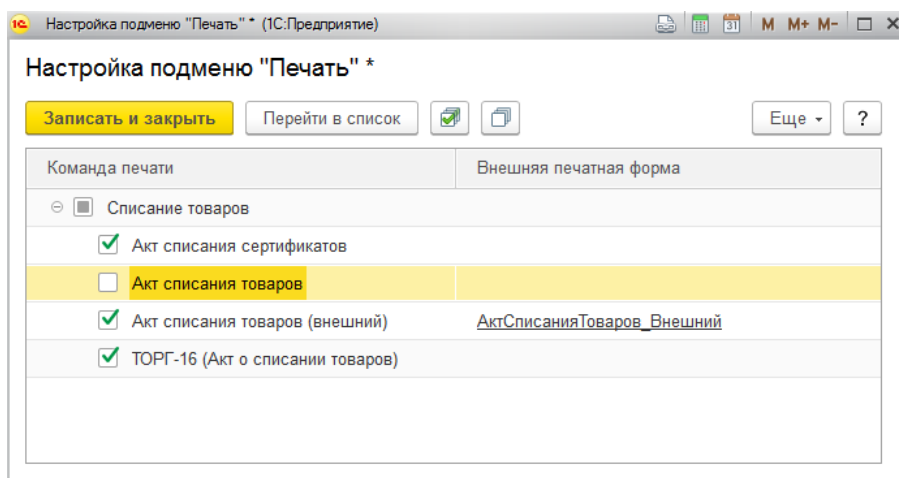 1С Настройка подменю "Печать" * (1С:Предприятие) 31 M M+ M-
Настройка подменю "Печать" *
Записать и закрыть Перейти в список Еще ?
Команда печати Внешняя печатная форма
Списание товаров
Акт списания сертификатов
Акт списания товаров
Акт списания товаров (внешний) АктСписанияТоваров_Внешний
ТОРГ-16 (Акт о списании товаров)